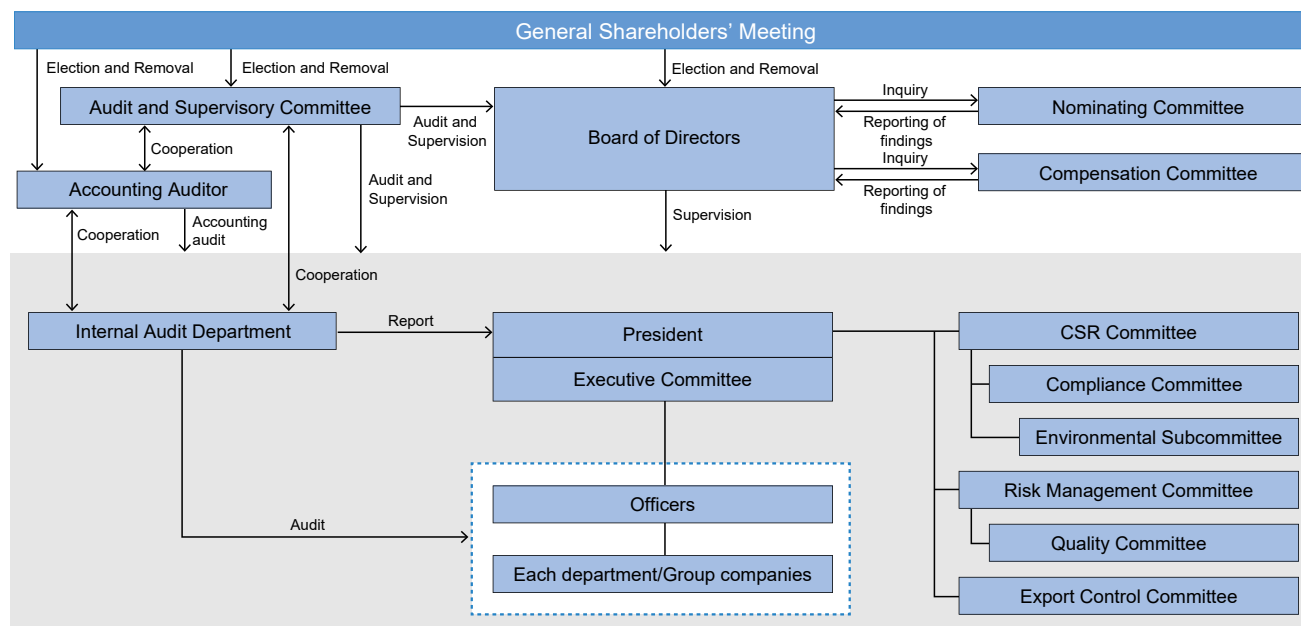 General Shareholders’ Meeting
Election and Removal
Election and Removal
Election and Removal
Audit and Supervisory Committee
Audit and
Supervision
Board of Directors
Inquiry
Nominating Committee
Reporting of
findings
Cooperation
Inquiry
Compensation Committee
Reporting of
findings
Accounting Auditor
Audit and
Supervision
Cooperation
Accounting
audit
Supervision
Cooperation
Internal Audit Department
Report
President
Executive Committee
CSR Committee
Compliance Committee
Environmental Subcommittee
Audit
Officers
Each department/Group companies
Risk Management Committee
Quality Committee
Export Control Committee